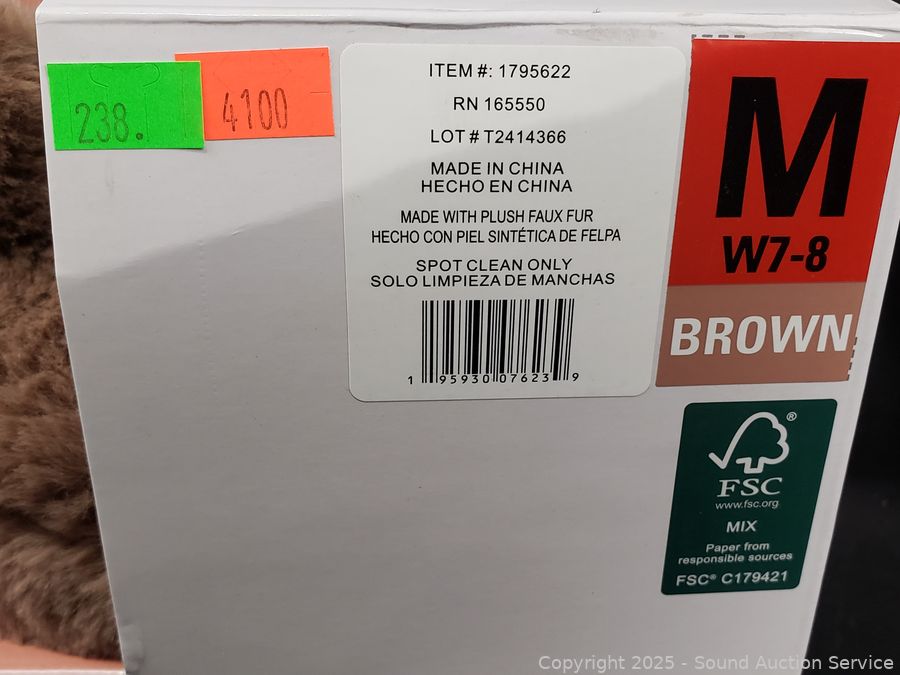 238.
4100
ITEM #: 1795622
RN 165550
LOT # T2414366
MADE IN CHINA
HECHO EN CHINA
MADE WITH PLUSH FAUX FUR
HECHO CON PIEL SINTÉTICA DE FELPA
SPOT CLEAN ONLY
SOLO LIMPIEZA DE MANCHAS
1 95930 07623 9
M
W7-8
BROWN
FSC
www.fsc.org
MIX
Paper from
responsible sources
FSC® C179421
Copyright 2025 - Sound Auction Service